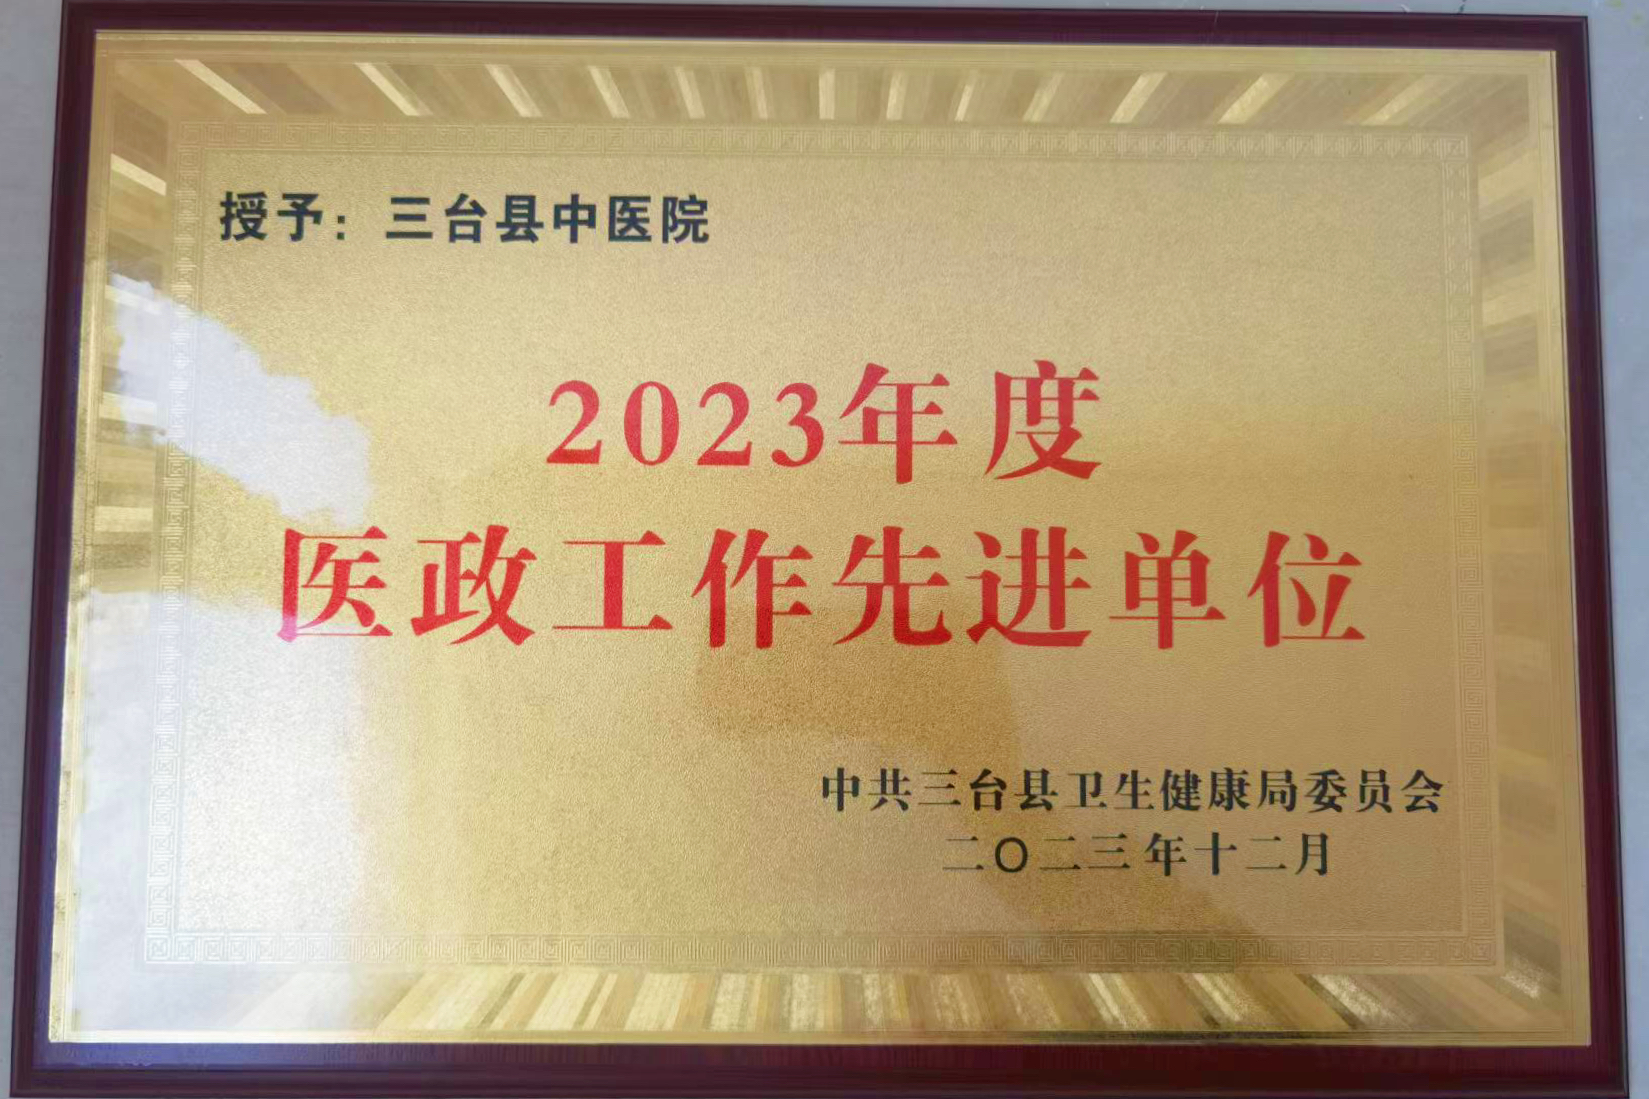 授予：三台县中医院
2023年度
医政工作先进单位
中共三台县卫生健康局委员会
二〇二三年十二月